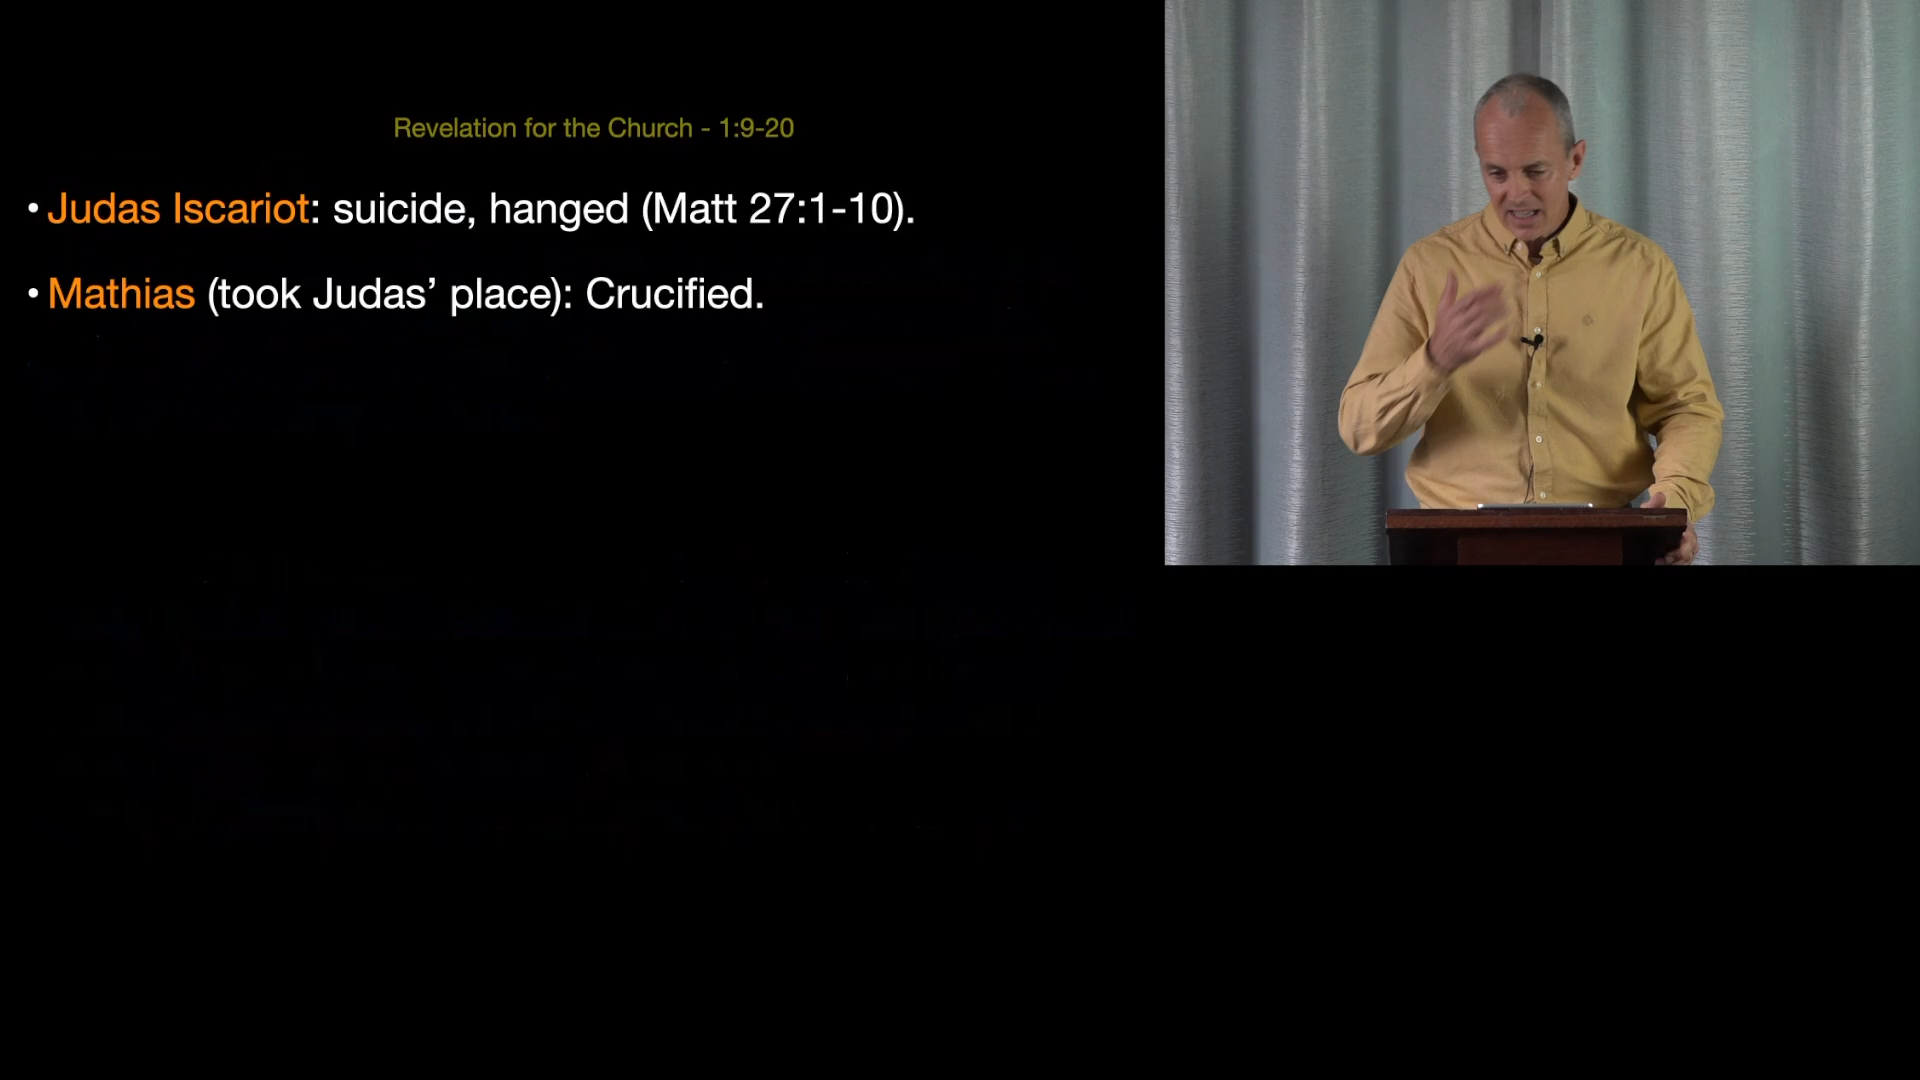 Revelation for the Church - 1:9-20
• Judas Iscariot: suicide, hanged (Matt 27:1-10).
• Mathias (took Judas’ place): Crucified.